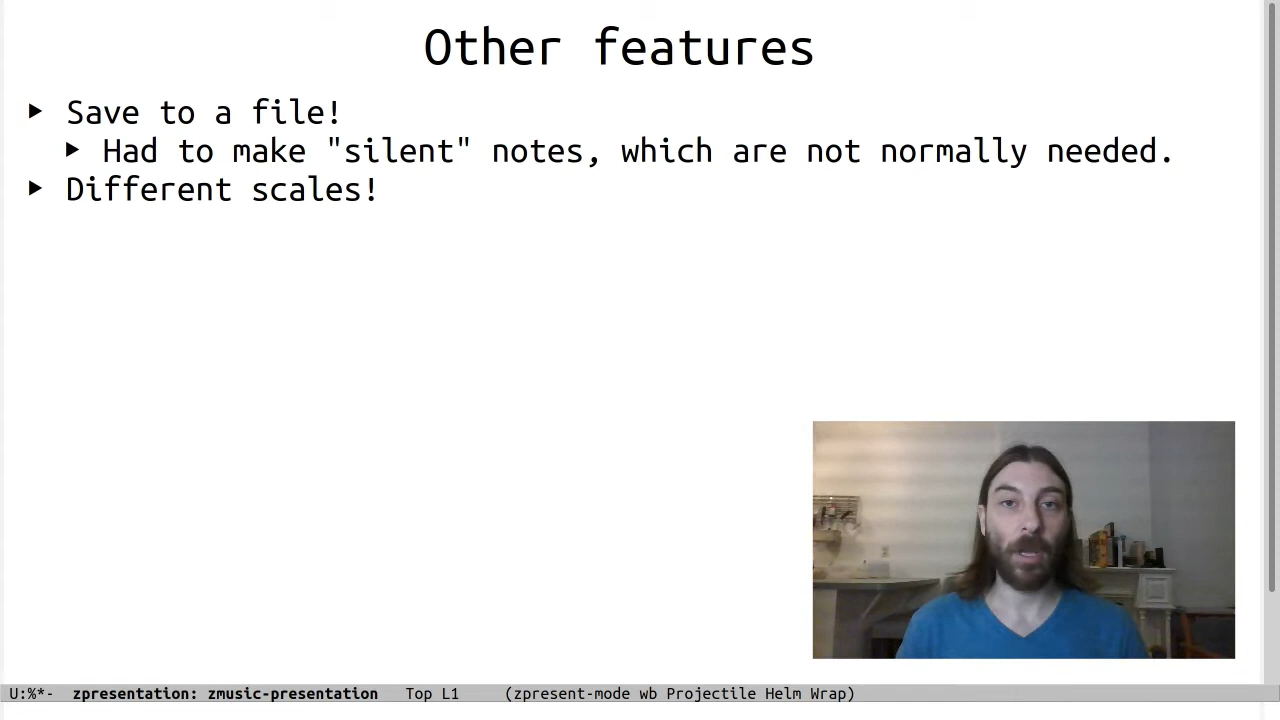 Other features
Save to a file!
Had to make "silent" notes, which are not normally needed.
Different scales!
U:%*-  zpresentation: zmusic-presentation   Top L1     (zpresent-mode wb Projectile Helm Wrap)